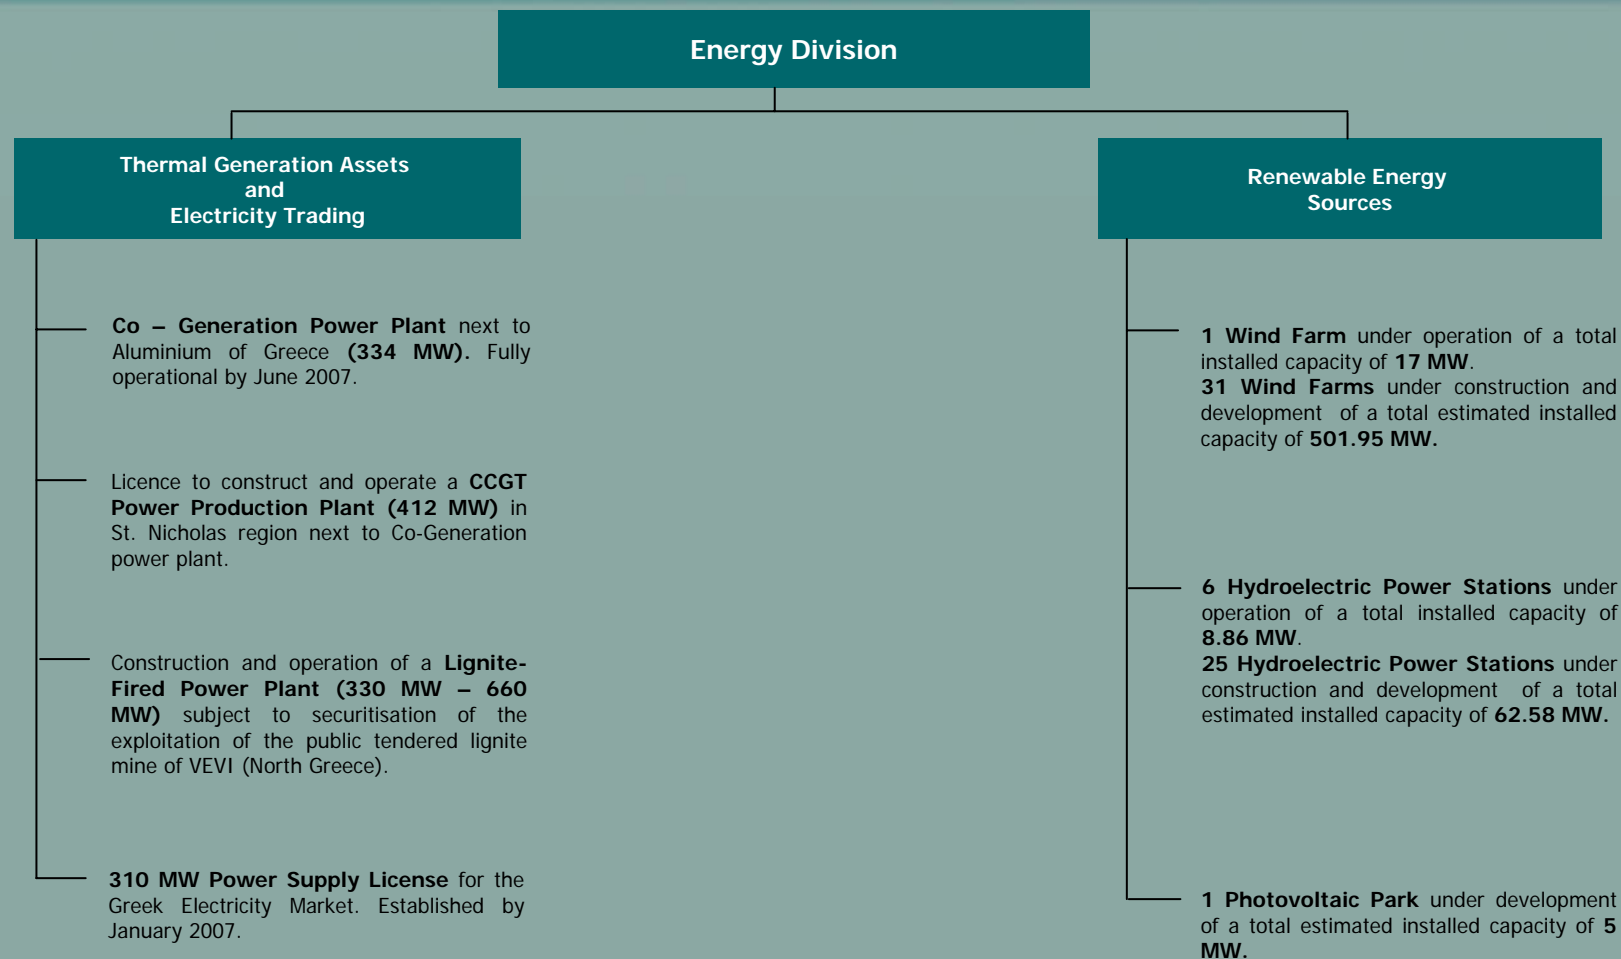 Energy Division
Thermal Generation Assets
and
Electricity Trading
Co – Generation Power Plant next to
Aluminium of Greece (334 MW). Fully
operational by June 2007.
Licence to construct and operate a CCGT
Power Production Plant (412 MW) in
St. Nicholas region next to Co-Generation
power plant.
Construction and operation of a Lignite-
Fired Power Plant (330 MW – 660
MW) subject to securitisation of the
exploitation of the public tendered lignite
mine of VEVI (North Greece).
310 MW Power Supply License for the
Greek Electricity Market. Established by
January 2007.
Renewable Energy
Sources
1 Wind Farm under operation of a total
installed capacity of 17 MW.
31 Wind Farms under construction and
development of a total estimated installed
capacity of 501.95 MW.
6 Hydroelectric Power Stations under
operation of a total installed capacity of
8.86 MW.
25 Hydroelectric Power Stations under
construction and development of a total
estimated installed capacity of 62.58 MW.
1 Photovoltaic Park under development
of a total estimated installed capacity of 5
MW.